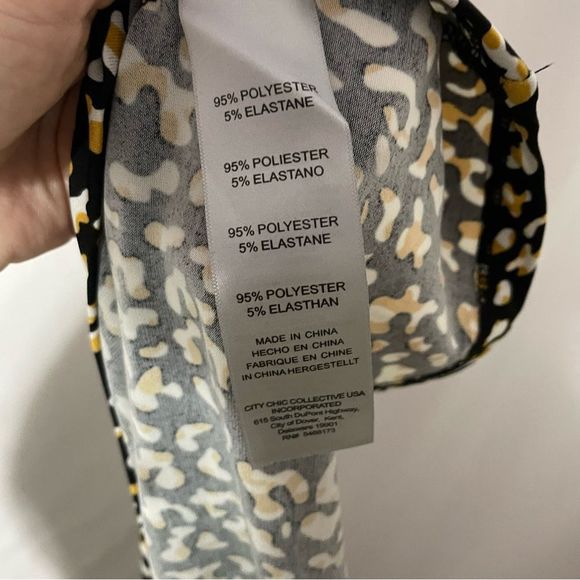 95% POLYESTER
5% ELASTANE
95% POLIESTER
5% ELASTANO
95% POLYESTER
5% ELASTANE
95% POLYESTER
5% ELASTHAN
MADE IN CHINA
HECHO EN CHINA
FABRIQUE EN CHINE
IN CHINA HERGESTELLT
CITY CHIC COLLECTIVE USA
INCORPORATED
615 South DuPont Highway,
City of Dover, Kent,
Delaware 19901
RN# 5468173